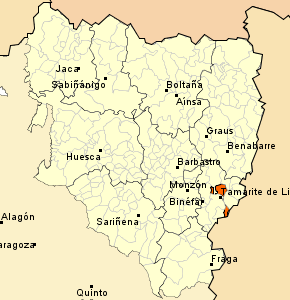 Jaca
Sabiñánigo
Boltaña
Aínsa
Graus
Benabarre
Huesca
Barbastro
Monzón
Tamarite de Li
Binéfar
Sariñena
Alagón
aragoza
Fraga
Quinto